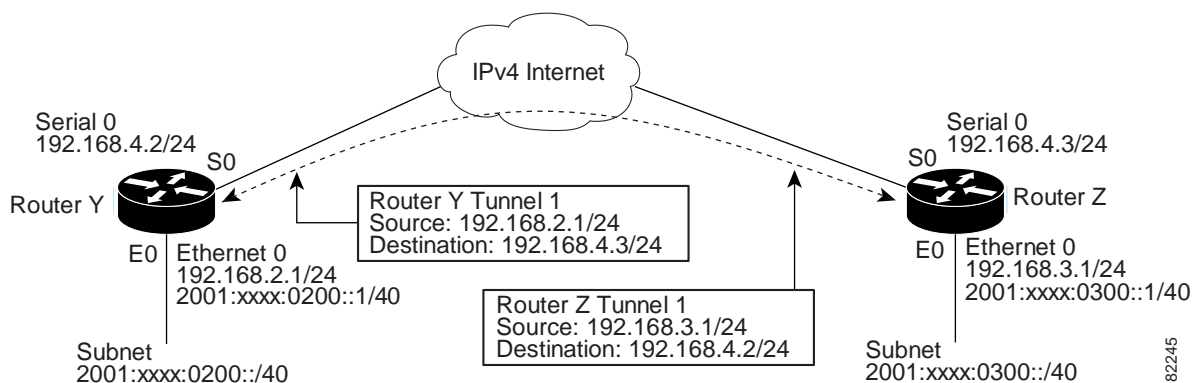 IPv4 Internet
Serial 0
192.168.4.2/24
S0
Router Y
Router Y Tunnel 1
Source: 192.168.2.1/24
Destination: 192.168.4.3/24
E0
Ethernet 0
192.168.2.1/24
2001:xxxx:0200::1/40
Subnet
2001:xxxx:0200::/40
Serial 0
192.168.4.3/24
S0
Router Z
Router Z Tunnel 1
Source: 192.168.3.1/24
Destination: 192.168.4.2/24
E0
Ethernet 0
192.168.3.1/24
2001:xxxx:0300::1/40
Subnet
2001:xxxx:0300::/40
82245